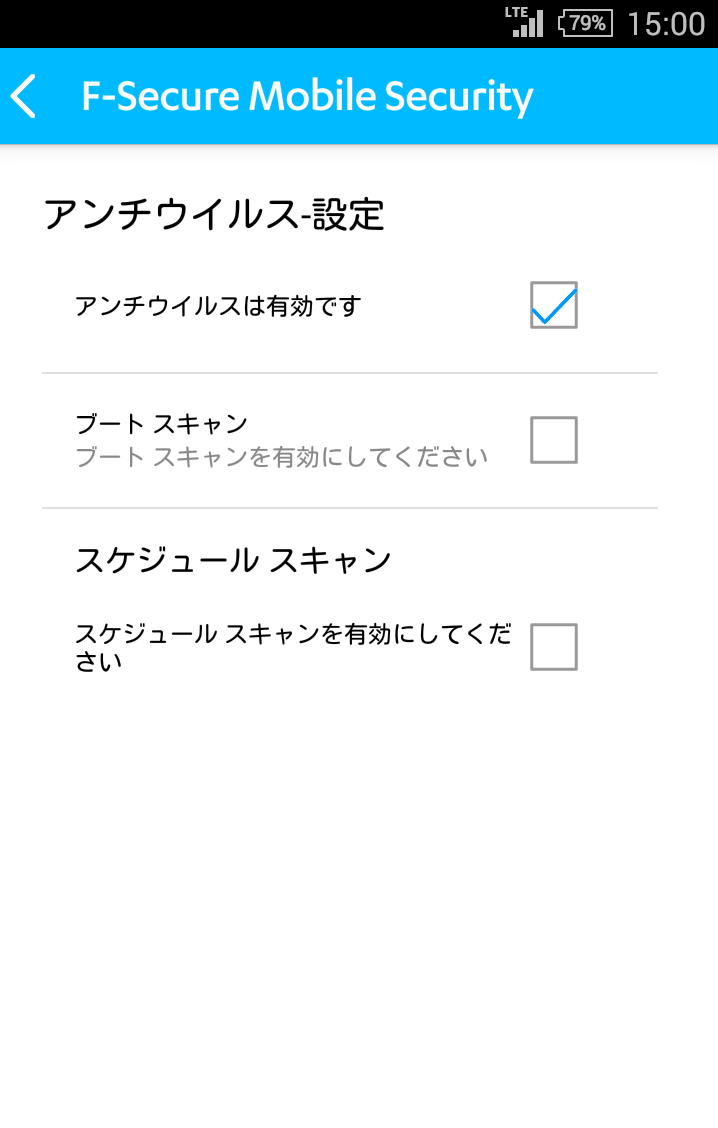 LTE 79% 15:00
F-Secure Mobile Security
アンチウイルス-設定
アンチウイルスは有効です
ブート スキャン
ブート スキャンを有効にしてください
スケジュール スキャン
スケジュール スキャンを有効にしてくだ
さい